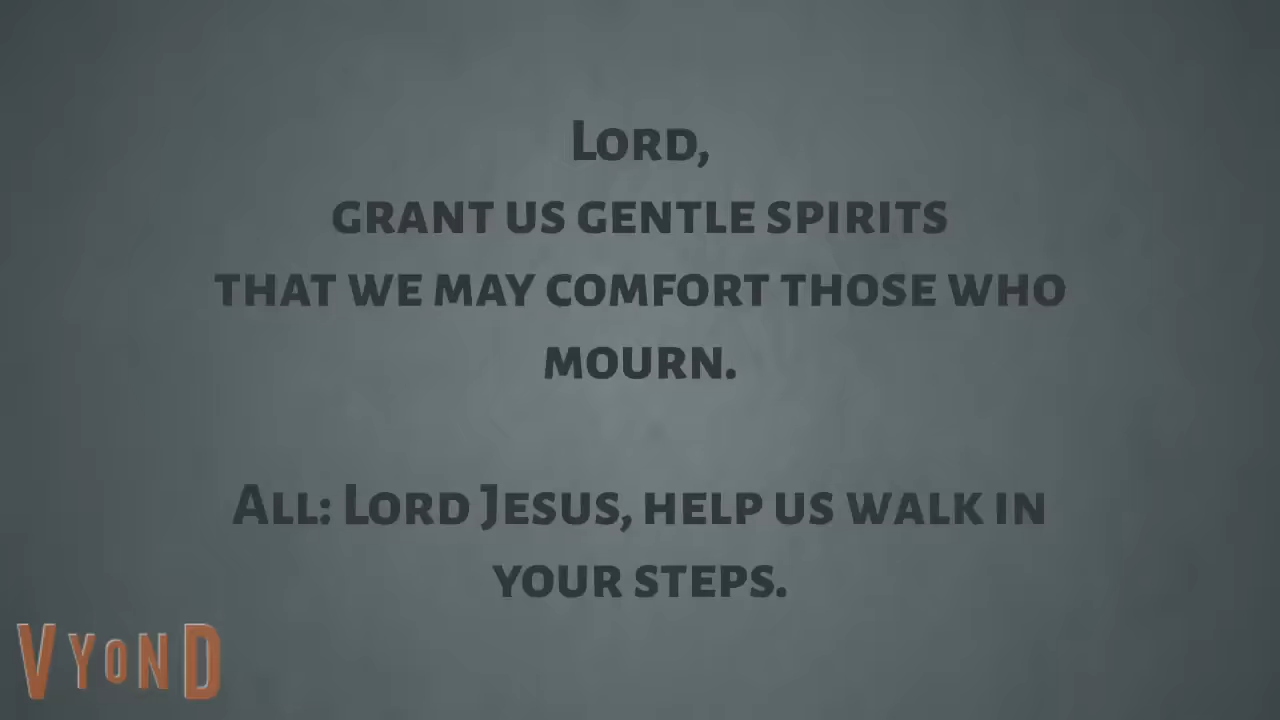 Lord,
grant us gentle spirits
that we may comfort those who
mourn.
All: Lord Jesus, help us walk in
your steps.
VYOND